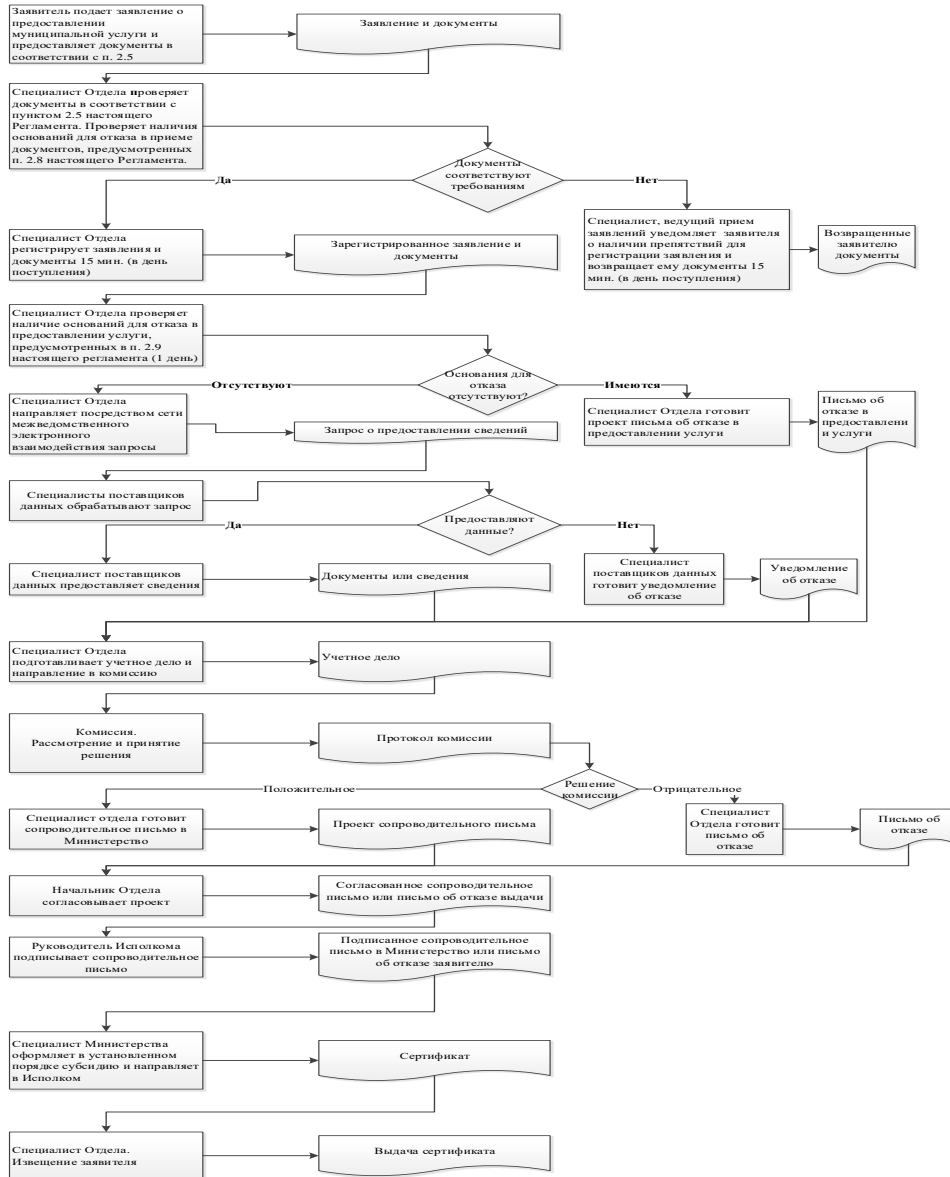 Заявитель подает заявление о
предоставлении
муниципальной услуги и
предоставляет документы в
соответствии с п. 2.5
Заявление и документы
Специалист Отдела проверяет
документы в соответствии с
пунктом 2.5 настоящего
Регламента. Проверяет наличия
оснований для отказа в приеме
документов, предусмотренных
п. 2.8 настоящего Регламента.
Документы
соответствуют
требованиям
Да
Нет
Специалист Отдела
регистрирует заявления и
документы 15 мин. (в день
поступления)
Зарегистрированное заявление и
документы
Специалист, ведущий прием
заявлений уведомляет заявителя
о наличии препятствий для
регистрации заявления и
возвращает ему документы 15
мин. (в день поступления)
Возвращенные
заявителю
документы
Специалист Отдела проверяет
наличие оснований для отказа в
предоставлении услуги,
предусмотренных в п. 2.9
настоящего регламента (1 день)
Основания для
отказа
отсутствуют?
Отсутствуют
Имеются
Специалист Отдела
направляет посредством сети
межведомственного
электронного
взаимодействия запросы
Запрос о предоставлении сведений
Специалист Отдела готовит
проект письма об отказе в
предоставлении услуги
Письмо об
отказе в
предоставлени
и услуги
Специалисты поставщиков
данных обрабатывают запрос
Предоставляют
данные?
Да
Нет
Специалист поставщиков
данных предоставляет сведения
Документы или сведения
Специалист
поставщиков данных
готовит уведомление
об отказе
Уведомление
об отказе
Специалист Отдела
подготавливает учетное дело и
направление в комиссию
Учетное дело
Комиссия.
Рассмотрение и принятие
решения
Протокол комиссии
Решение
комиссии
Положительное
Отрицательное
Специалист отдела готовит
сопроводительное письмо в
Министерство
Проект сопроводительного письма
Специалист
Отдела готовит
письмо об
отказе
Письмо об
отказе
Начальник Отдела
согласовывает проект
Согласованное сопроводительное
письмо или письмо об отказе выдачи
Руководитель Исполкома
подписывает сопроводительное
письмо
Подписанное сопроводительное
письмо в Министерство или письмо
об отказе заявителю
Специалист Министерства
оформляет в установленном
порядке субсидию и направляет
в Исполком
Сертификат
Специалист Отдела.
Извещение заявителя
Выдача сертификата